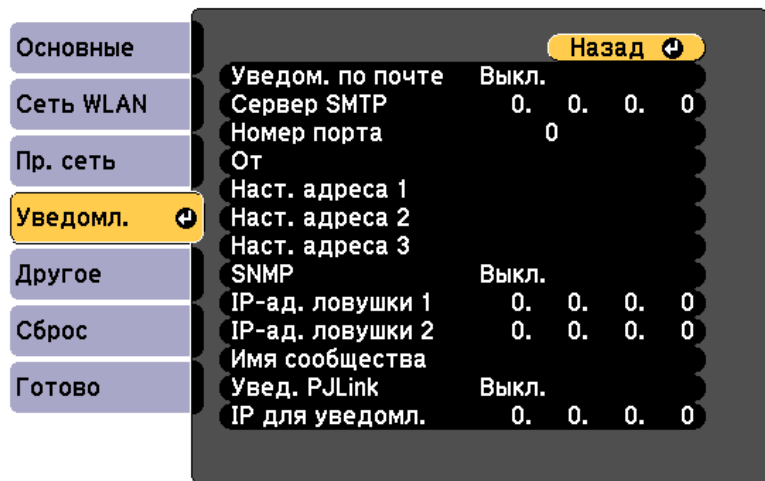 Основные
Сеть WLAN
Пр. сеть
Уведомл.
Другое
Сброс
Готово
Назад
Уведом. по почте Выкл.
Сервер SMTP 0. 0. 0. 0
Номер порта 0
От
Наст. адреса 1
Наст. адреса 2
Наст. адреса 3
SNMP Выкл.
IP-ад. ловушки 1 0. 0. 0. 0
IP-ад. ловушки 2 0. 0. 0. 0
Имя сообщества
Увед. PJLink Выкл.
IP для уведомл. 0. 0. 0. 0